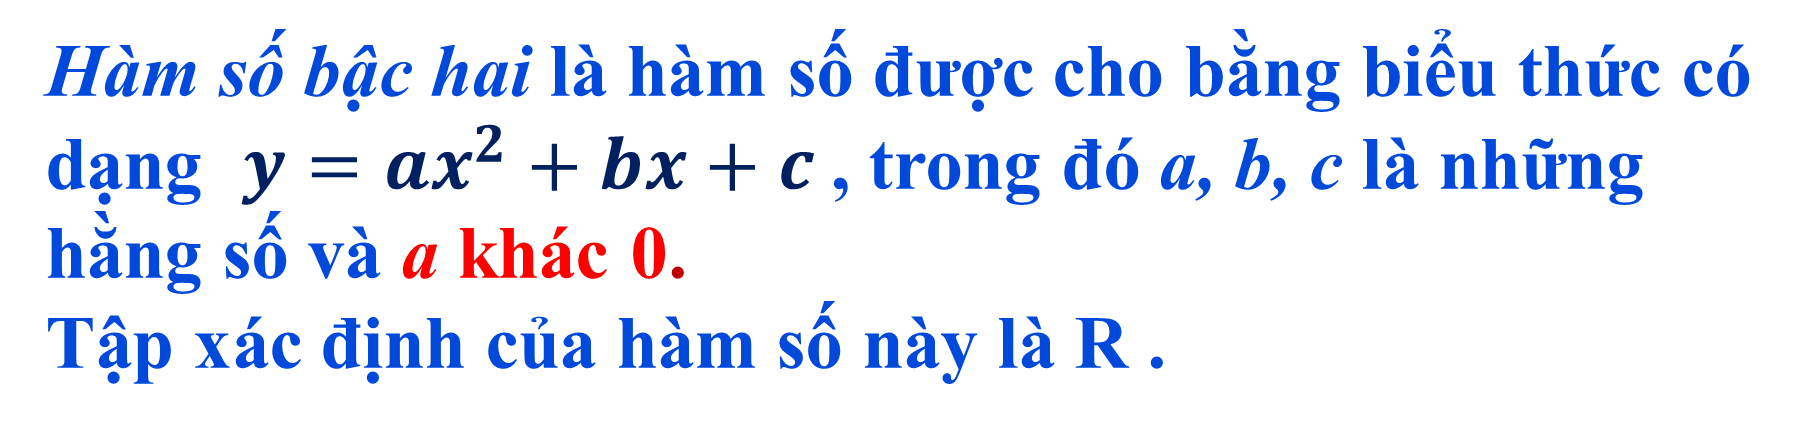 Hàm số bậc hai là hàm số được cho bằng biểu thức có
dạng y = ax² + bx + c , trong đó a, b, c là những
hằng số và a khác 0.
Tập xác định của hàm số này là R .